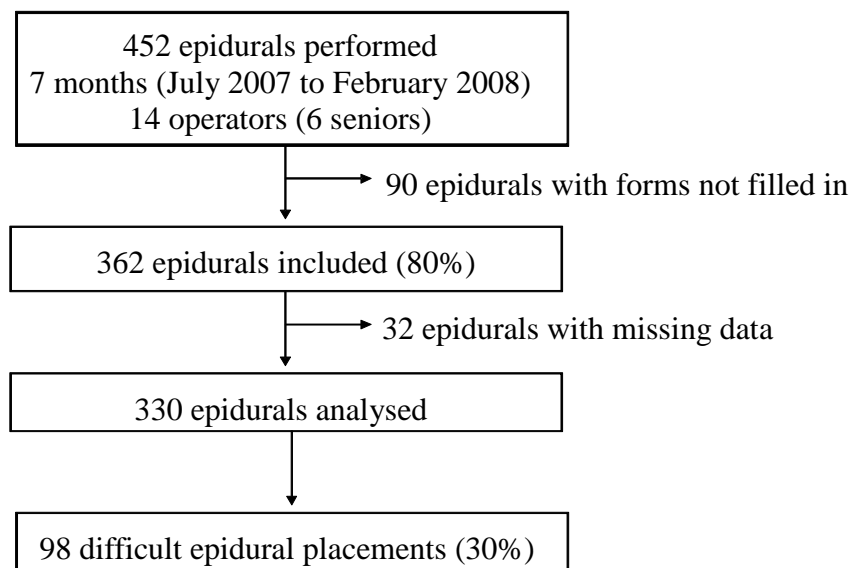 452 epidurals performed
7 months (July 2007 to February 2008)
14 operators (6 seniors)
90 epidurals with forms not filled in
362 epidurals included (80%)
32 epidurals with missing data
330 epidurals analysed
98 difficult epidural placements (30%)